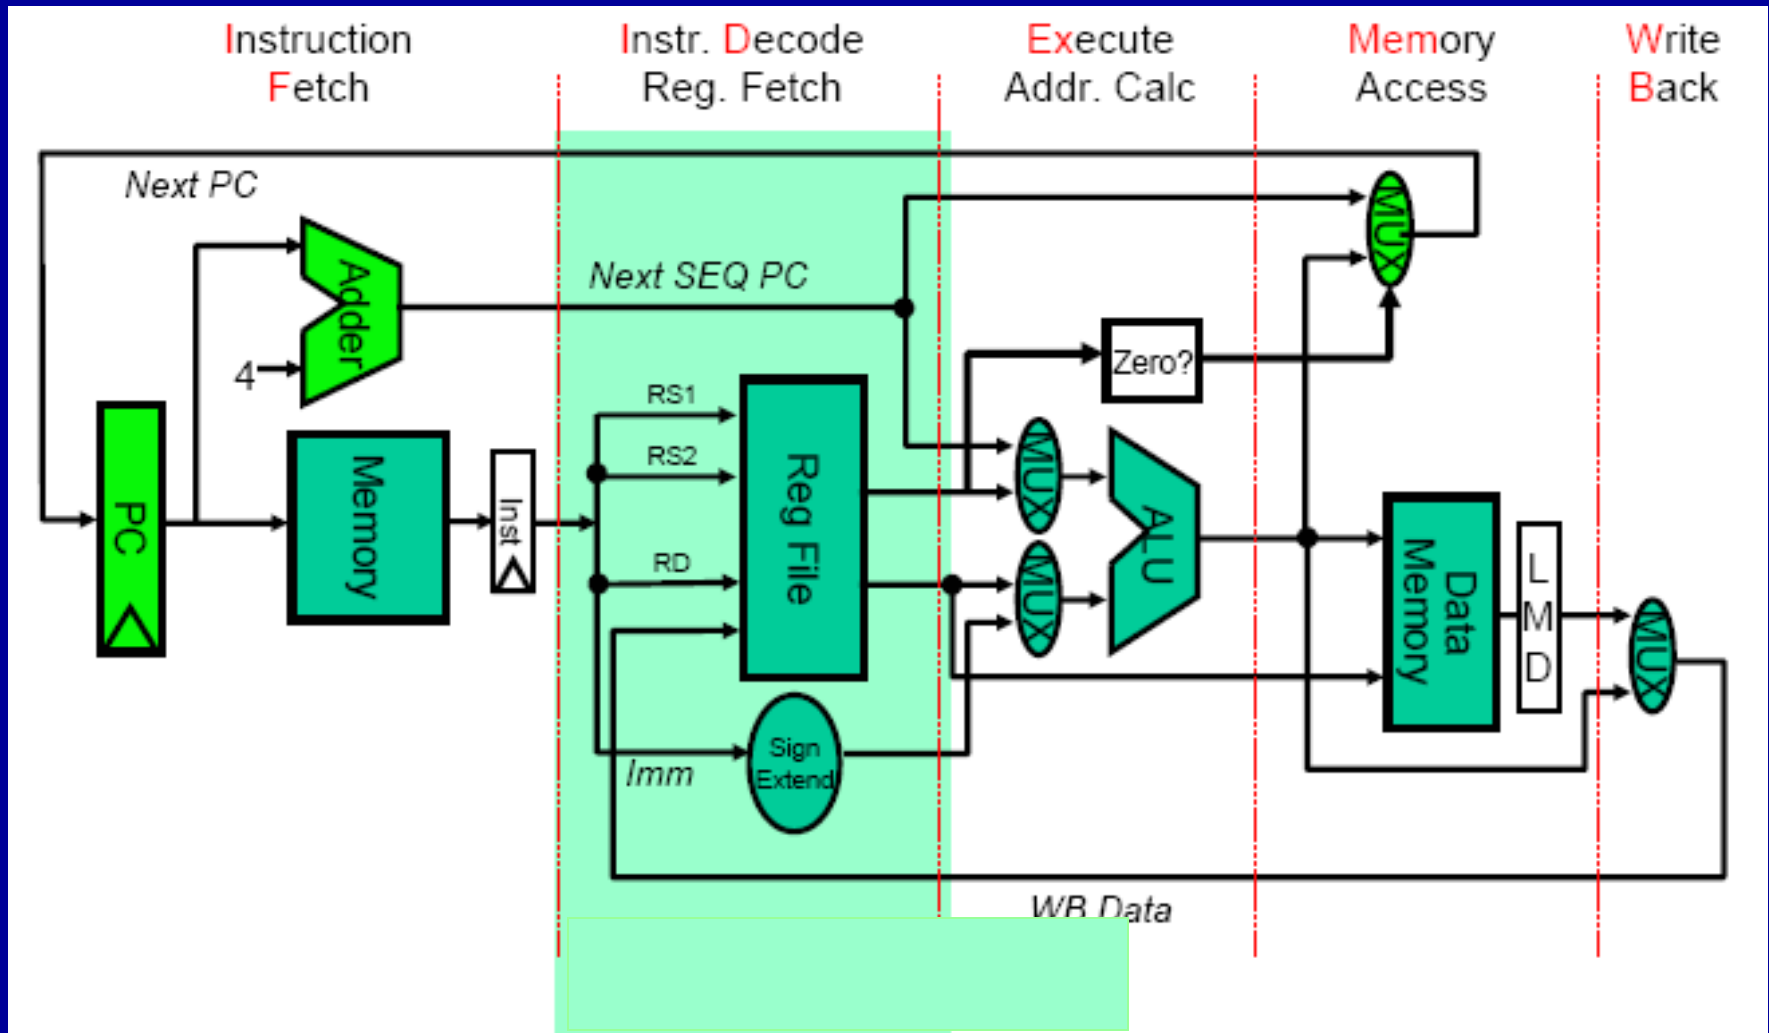 Instruction
Fetch
Instr. Decode
Reg. Fetch
Execute
Addr. Calc
Memory
Access
Write
Back
Next PC
MUX
Adder
Next SEQ PC
4
Zero?
RS1
RS2
RD
PC
Memory
Inst
Reg File
MUX
MUX
ALU
Data
Memory
L
M
D
MUX
Sign
Extend
Imm
WB Data